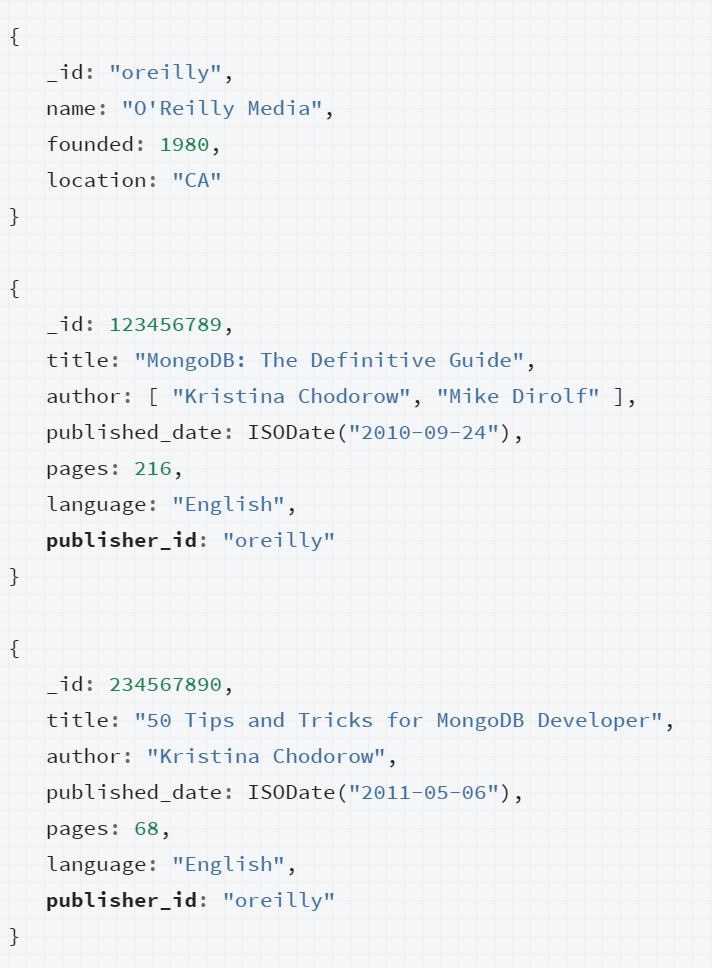 {
   _id: "oreilly",
   name: "O'Reilly Media",
   founded: 1980,
   location: "CA"
}
{
   _id: 123456789,
   title: "MongoDB: The Definitive Guide",
   author: [ "Kristina Chodorow", "Mike Dirolf" ],
   published_date: ISODate("2010-09-24"),
   pages: 216,
   language: "English",
   publisher_id: "oreilly"
}
{
   _id: 234567890,
   title: "50 Tips and Tricks for MongoDB Developer",
   author: "Kristina Chodorow",
   published_date: ISODate("2011-05-06"),
   pages: 68,
   language: "English",
   publisher_id: "oreilly"
}